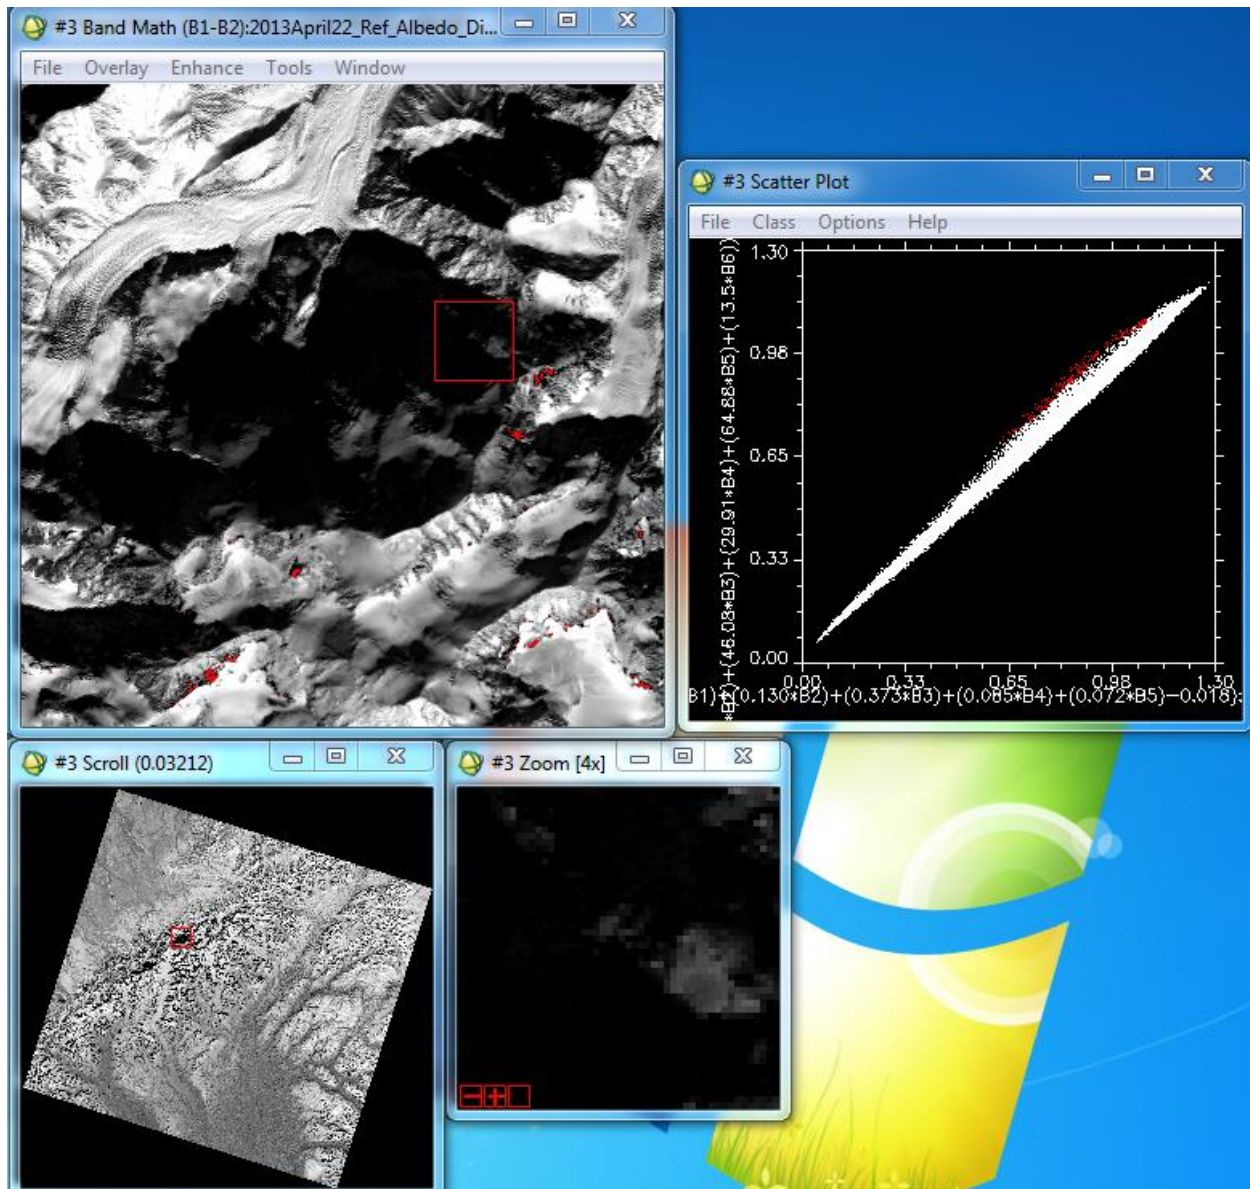 #3 Band Math (B1-B2):2013April22_Ref_Albedo_Di...
File Overlay Enhance Tools Window
#3 Scatter Plot
File Class Options Help
1.30
0.98
0.65
0.33
0.00
0.00 0.33 0.65 0.98 1.30
+(46.08*B3)+(29.91*B4)+(64.88*B5)+(13.5*B6)
B1)+(0.130*B2)+(0.373*B3)+(0.085*B4)+(0.072*B5)-0.018)
#3 Scroll (0.03212)
#3 Zoom [4x]